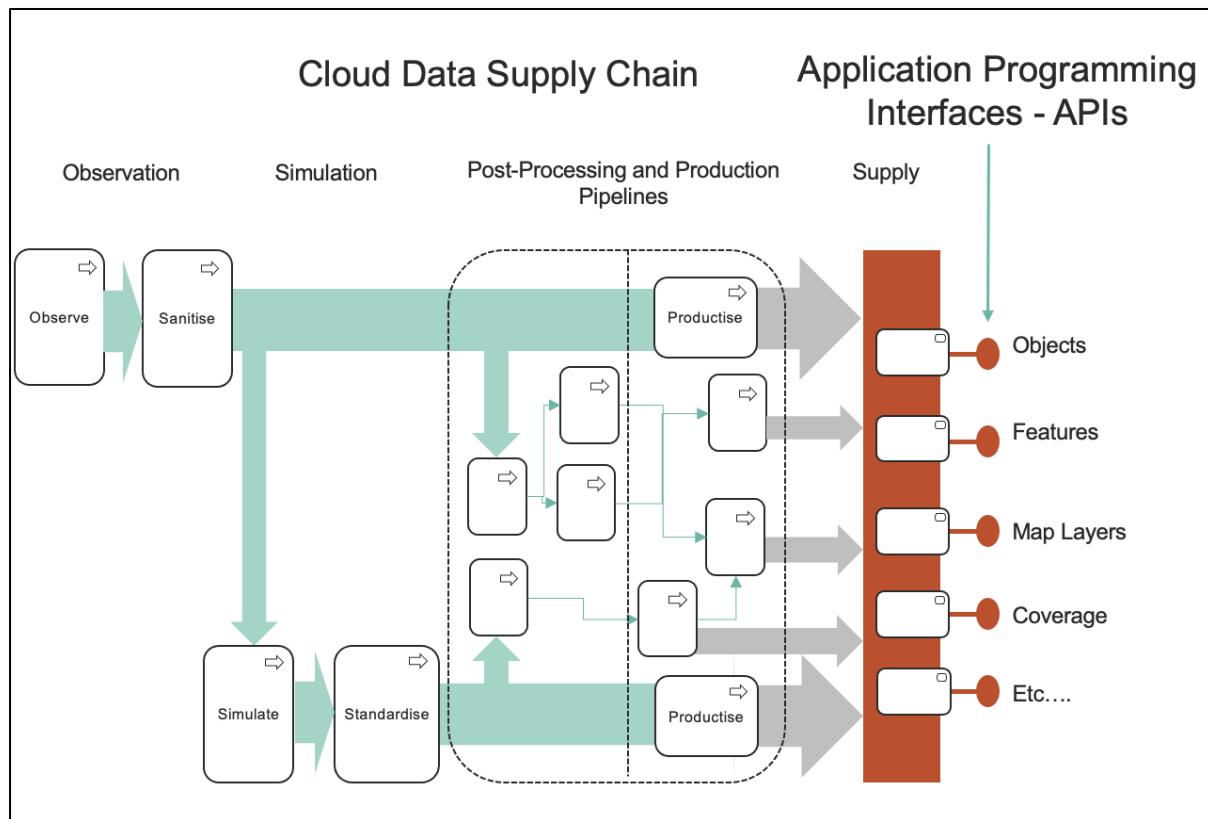 Cloud Data Supply Chain
Application Programming
Interfaces - APIs
Observation
Simulation
Post-Processing and Production
Pipelines
Supply
Observe
Sanitise
Productise
Objects
Features
Map Layers
Coverage
Etc....
Simulate
Standardise
Productise